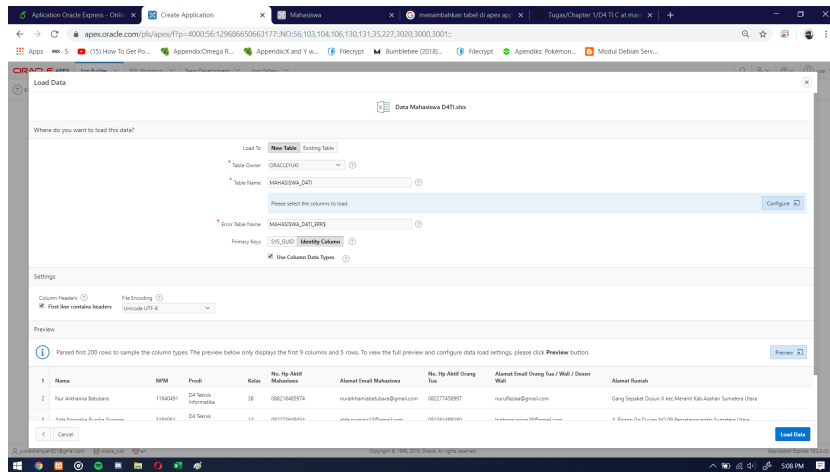 Aplication Oracle Express - Onlin
Create Application
Mahasiswa
menambahkan tabel di apex app
Tugas/Chapter 1/D4 TI C at mast
apex.oracle.com/pls/apex/f?p=4000:56:129686650663177::NO:56,103,104,106,130,131,35,227,3020,3000,3001::
Apps
S
(15) How To Get Po...
Appendix:Omega R...
AppendicX and Y w...
Filecrypt
Bumblebee (2018)...
Filecrypt
Apendiks: Pokémon...
Modul Debian Serv...
Load Data
Data Mahasiswa D4TI.xlsx
Where do you want to load this data?
Load To New Table Existing Table
* Table Owner ORACLEYUKI
* Table Name MAHASISWA_D4TI
Please select the columns to load.
Configure
* Error Table Name MAHASISWA_D4TI_ERR$
Primary Keys SYS_GUID Identity Column
Use Column Data Types
Settings
Column Headers File Encoding
First line contains headers Unicode UTF-8
Preview
Parsed first 200 rows to sample the column types. The preview below only displays the first 9 columns and 5 rows. To view the full preview and configure data load settings, please click Preview button.
Preview
1 Nama NPM Prodi Kelas No. Hp Aktif Mahasiswa Alamat Email Mahasiswa No. Hp Aktif Orang Tua Alamat Email Orang Tua / Wali / Dosen Wali Alamat Rumah
2 Nur Arkhamia Batubara 11840491 D4 Teknik Informatika 3B 088218485974 nurarkhamiabatubara@gmail.com 082277458997 nurulfasiaa@gmail.com Gang Sepakat Dusun X kec Meranti Kab.Asahan Sumatera Utara
Cancel
Load Data
Copyright © 1999, 2019, Oracle. All rights reserved.
5:08 PM